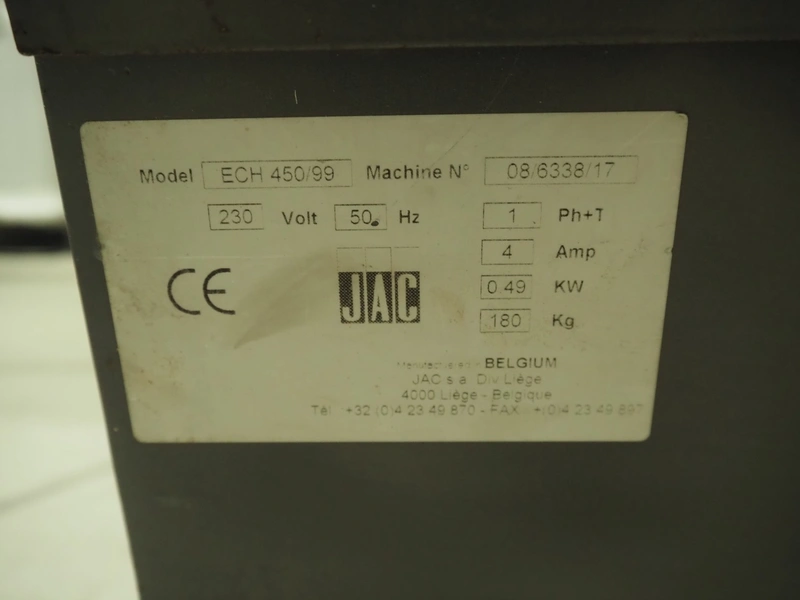 Model ECH 450/99 Machine N° 08/6338/17
230 Volt 50 Hz 1 Ph+T
4 Amp
CE JAC 0.49 KW
180 Kg
BELGIUM
JAC s.a. Div Liège
4000 Liège - Belgique
Tél +32 (0)4 23 49 870 - FAX +(0)4 23 49 897